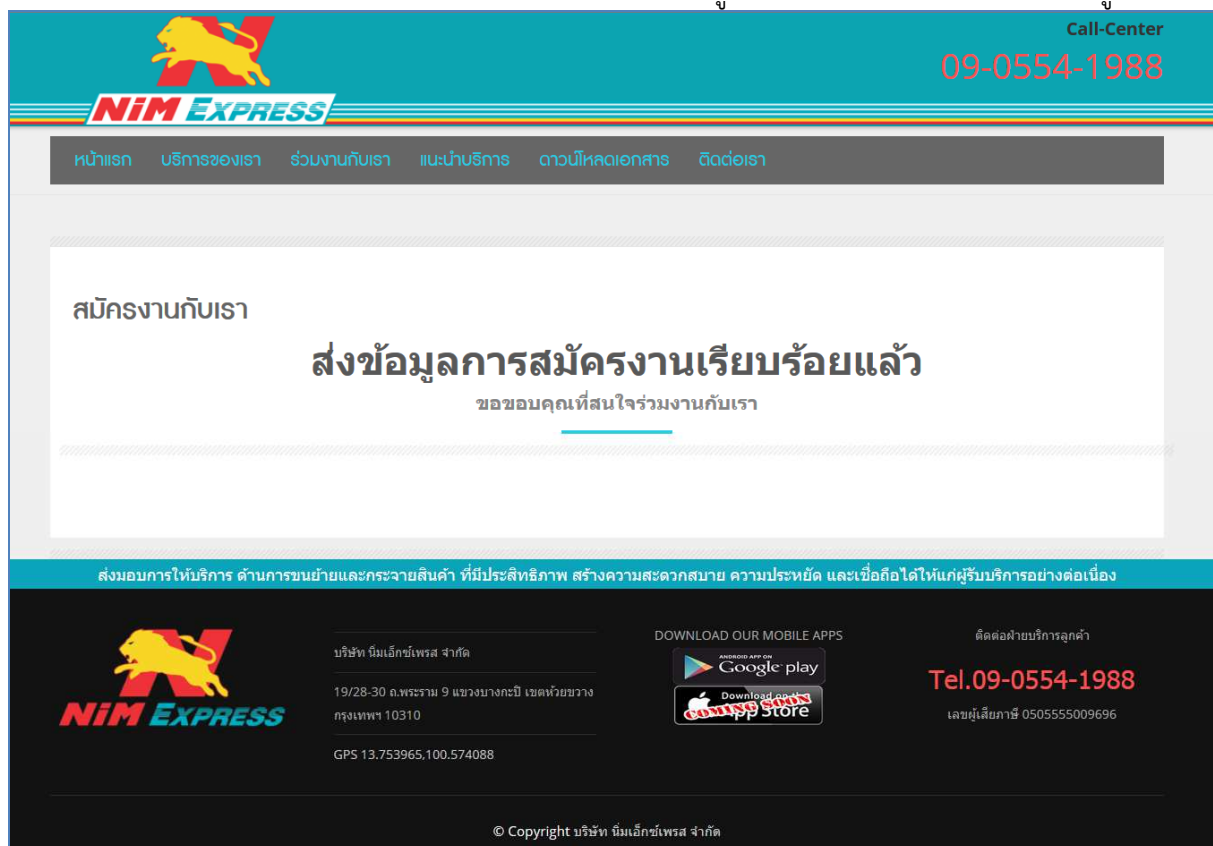 Call-Center
09-0554-1988
NiM EXPRESS
หน้าแรก บริการของเรา ร่วมงานกับเรา แนะนำบริการ ดาวน์โหลดเอกสาร ติดต่อเรา
สมัครงานกับเรา
ส่งข้อมูลการสมัครงานเรียบร้อยแล้ว
ขอขอบคุณที่สนใจร่วมงานกับเรา
ส่งมอบการให้บริการ ด้านการขนย้ายและกระจายสินค้า ที่มีประสิทธิภาพ สร้างความสะดวกสบาย ความประหยัด และเชื่อถือได้ให้แก่ผู้รับบริการอย่างต่อเนื่อง
NiM EXPRESS
บริษัท นิ่มเอ็กซ์เพรส จำกัด
19/28-30 ถ.พระราม 9 แขวงบางกะปิ เขตห้วยขวาง
กรุงเทพฯ 10310
GPS 13.753965,100.574088
DOWNLOAD OUR MOBILE APPS
ANDROID APP ON
Google play
Download on the
App Store
COMING SOON
ติดต่อฝ่ายบริการลูกค้า
Tel.09-0554-1988
เลขผู้เสียภาษี 0505555009696
© Copyright บริษัท นิ่มเอ็กซ์เพรส จำกัด